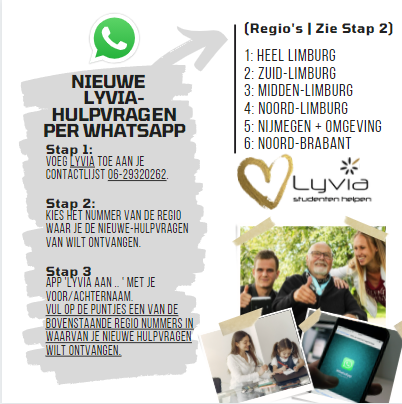 NIEUWE
LYVIA-
HULPVRAGEN
PER WHATSAPP
Stap 1:
VOEG LYVIA TOE AAN JE
CONTACTLIJST 06-29320262.
Stap 2:
KIES HET NUMMER VAN DE REGIO
WAAR JE DE NIEUWE-HULPVRAGEN
VAN WILT ONTVANGEN.
Stap 3
APP 'LYVIA AAN .. ' MET JE
VOOR/ACHTERNAAM.
VUL OP DE PUNTJES EEN VAN DE
BOVENSTAANDE REGIO NUMMERS IN
WAARVAN JE NIEUWE HULPVRAGEN
WILT ONTVANGEN.
(Regio's | Zie Stap 2)
1: HEEL LIMBURG
2: ZUID-LIMBURG
3: MIDDEN-LIMBURG
4: NOORD-LIMBURG
5: NIJMEGEN + OMGEVING
6: NOORD-BRABANT
Lyvia
studenten helpen